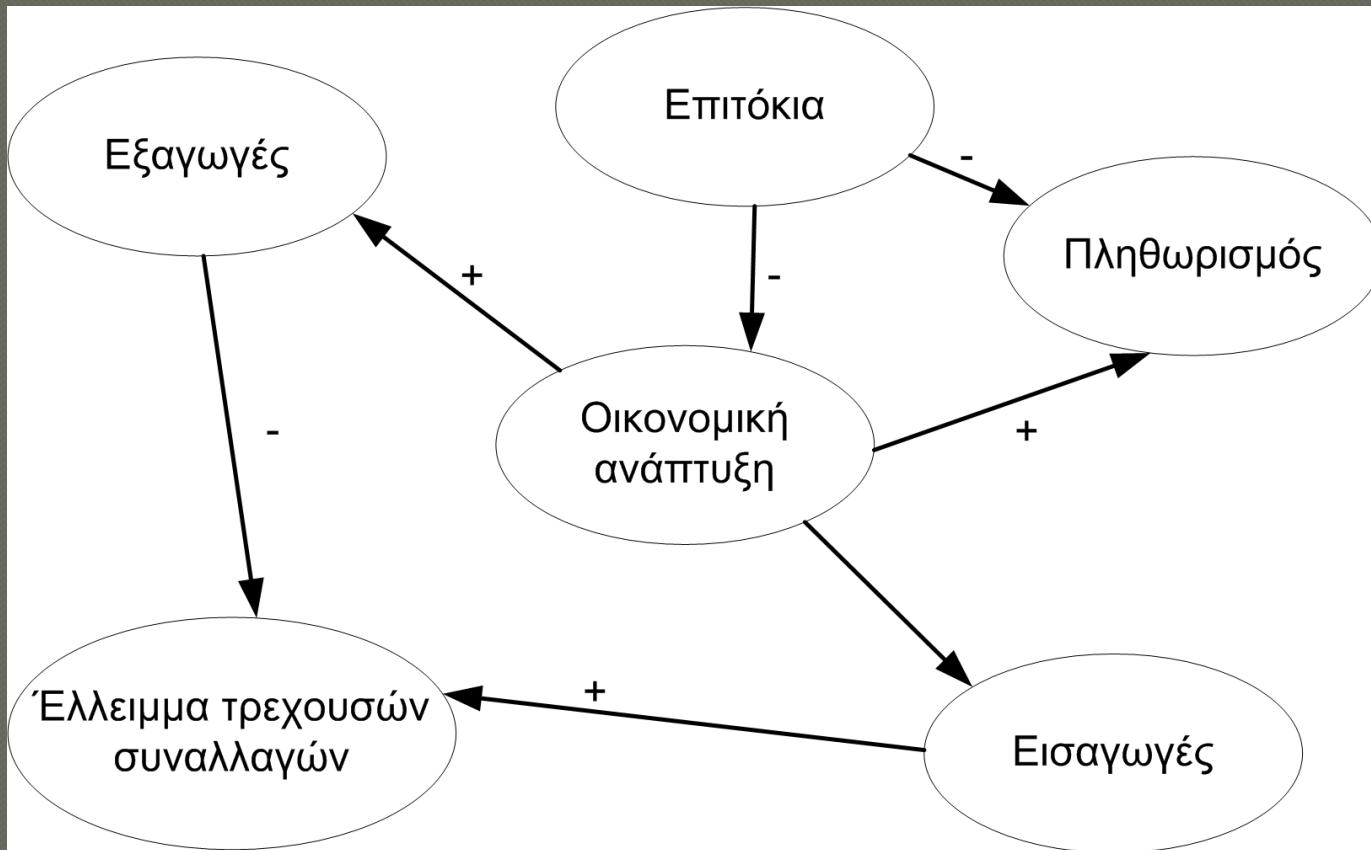 Επιτόκια
Εξαγωγές
-
Πληθωρισμός
+
-
Οικονομική
ανάπτυξη
-
+
+
Έλλειμμα τρεχουσών
συναλλαγών
Εισαγωγές